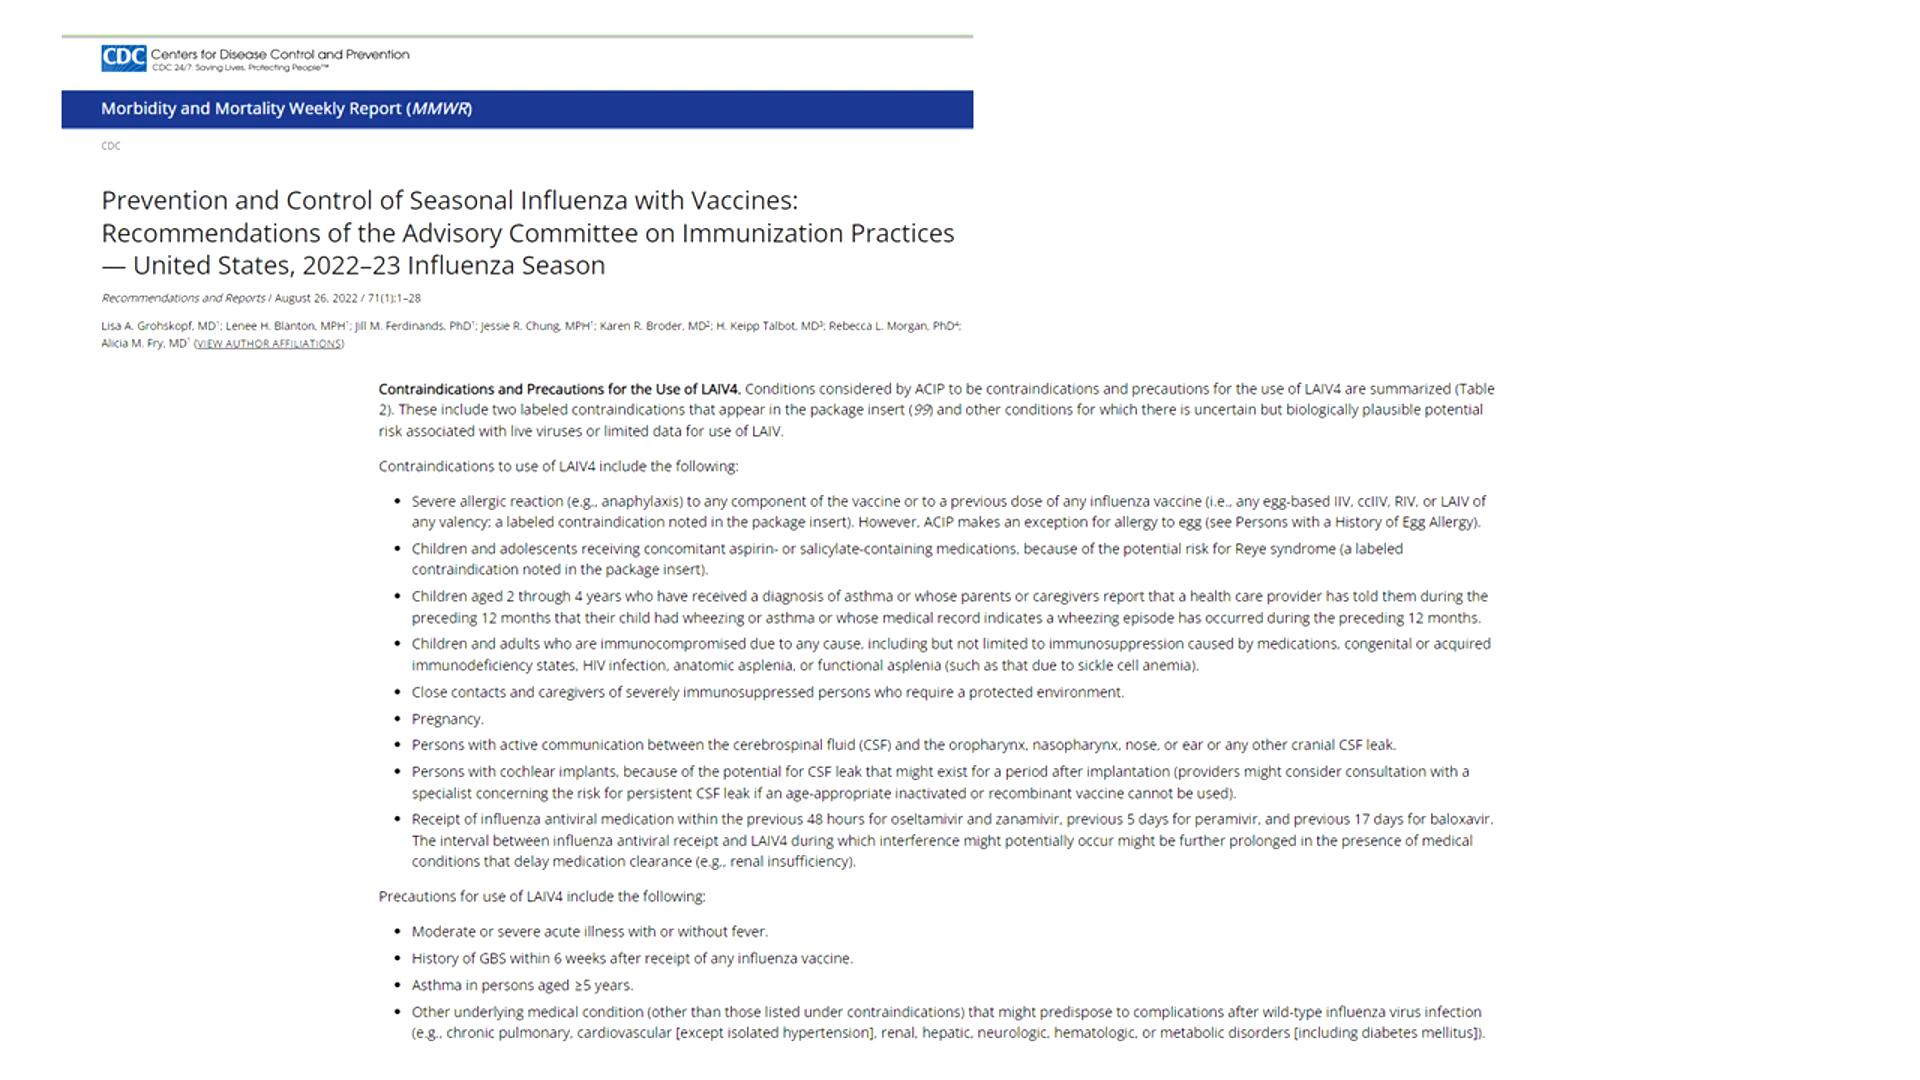 CDC Centers for Disease Control and Prevention
CDC 24/7: Saving Lives, Protecting People™
Morbidity and Mortality Weekly Report (MMWR)
CDC
Prevention and Control of Seasonal Influenza with Vaccines:
Recommendations of the Advisory Committee on Immunization Practices
— United States, 2022–23 Influenza Season
Recommendations and Reports / August 26, 2022 / 71(1);1–28
Lisa A. Grohskopf, MD¹; Lenee H. Blanton, MPH¹; Jill M. Ferdinands, PhD¹; Jessie R. Chung, MPH¹; Karen R. Broder, MD²; H. Keipp Talbot, MD³; Rebecca L. Morgan, PhD⁴;
Alicia M. Fry, MD¹ (VIEW AUTHOR AFFILIATIONS)
Contraindications and Precautions for the Use of LAIV4. Conditions considered by ACIP to be contraindications and precautions for the use of LAIV4 are summarized (Table
2). These include two labeled contraindications that appear in the package insert (99) and other conditions for which there is uncertain but biologically plausible potential
risk associated with live viruses or limited data for use of LAIV.
Contraindications to use of LAIV4 include the following:
• Severe allergic reaction (e.g., anaphylaxis) to any component of the vaccine or to a previous dose of any influenza vaccine (i.e., any egg-based IIV, ccIIV, RIV, or LAIV of
any valency; a labeled contraindication noted in the package insert). However, ACIP makes an exception for allergy to egg (see Persons with a History of Egg Allergy).
• Children and adolescents receiving concomitant aspirin- or salicylate-containing medications, because of the potential risk for Reye syndrome (a labeled
contraindication noted in the package insert).
• Children aged 2 through 4 years who have received a diagnosis of asthma or whose parents or caregivers report that a health care provider has told them during the
preceding 12 months that their child had wheezing or asthma or whose medical record indicates a wheezing episode has occurred during the preceding 12 months.
• Children and adults who are immunocompromised due to any cause, including but not limited to immunosuppression caused by medications, congenital or acquired
immunodeficiency states, HIV infection, anatomic asplenia, or functional asplenia (such as that due to sickle cell anemia).
• Close contacts and caregivers of severely immunosuppressed persons who require a protected environment.
• Pregnancy.
• Persons with active communication between the cerebrospinal fluid (CSF) and the oropharynx, nasopharynx, nose, or ear or any other cranial CSF leak.
• Persons with cochlear implants, because of the potential for CSF leak that might exist for a period after implantation (providers might consider consultation with a
specialist concerning the risk for persistent CSF leak if an age-appropriate inactivated or recombinant vaccine cannot be used).
• Receipt of influenza antiviral medication within the previous 48 hours for oseltamivir and zanamivir, previous 5 days for peramivir, and previous 17 days for baloxavir.
The interval between influenza antiviral receipt and LAIV4 during which interference might potentially occur might be further prolonged in the presence of medical
conditions that delay medication clearance (e.g., renal insufficiency).
Precautions for use of LAIV4 include the following:
• Moderate or severe acute illness with or without fever.
• History of GBS within 6 weeks after receipt of any influenza vaccine.
• Asthma in persons aged ≥5 years.
• Other underlying medical condition (other than those listed under contraindications) that might predispose to complications after wild-type influenza virus infection
(e.g., chronic pulmonary, cardiovascular [except isolated hypertension], renal, hepatic, neurologic, hematologic, or metabolic disorders [including diabetes mellitus]).